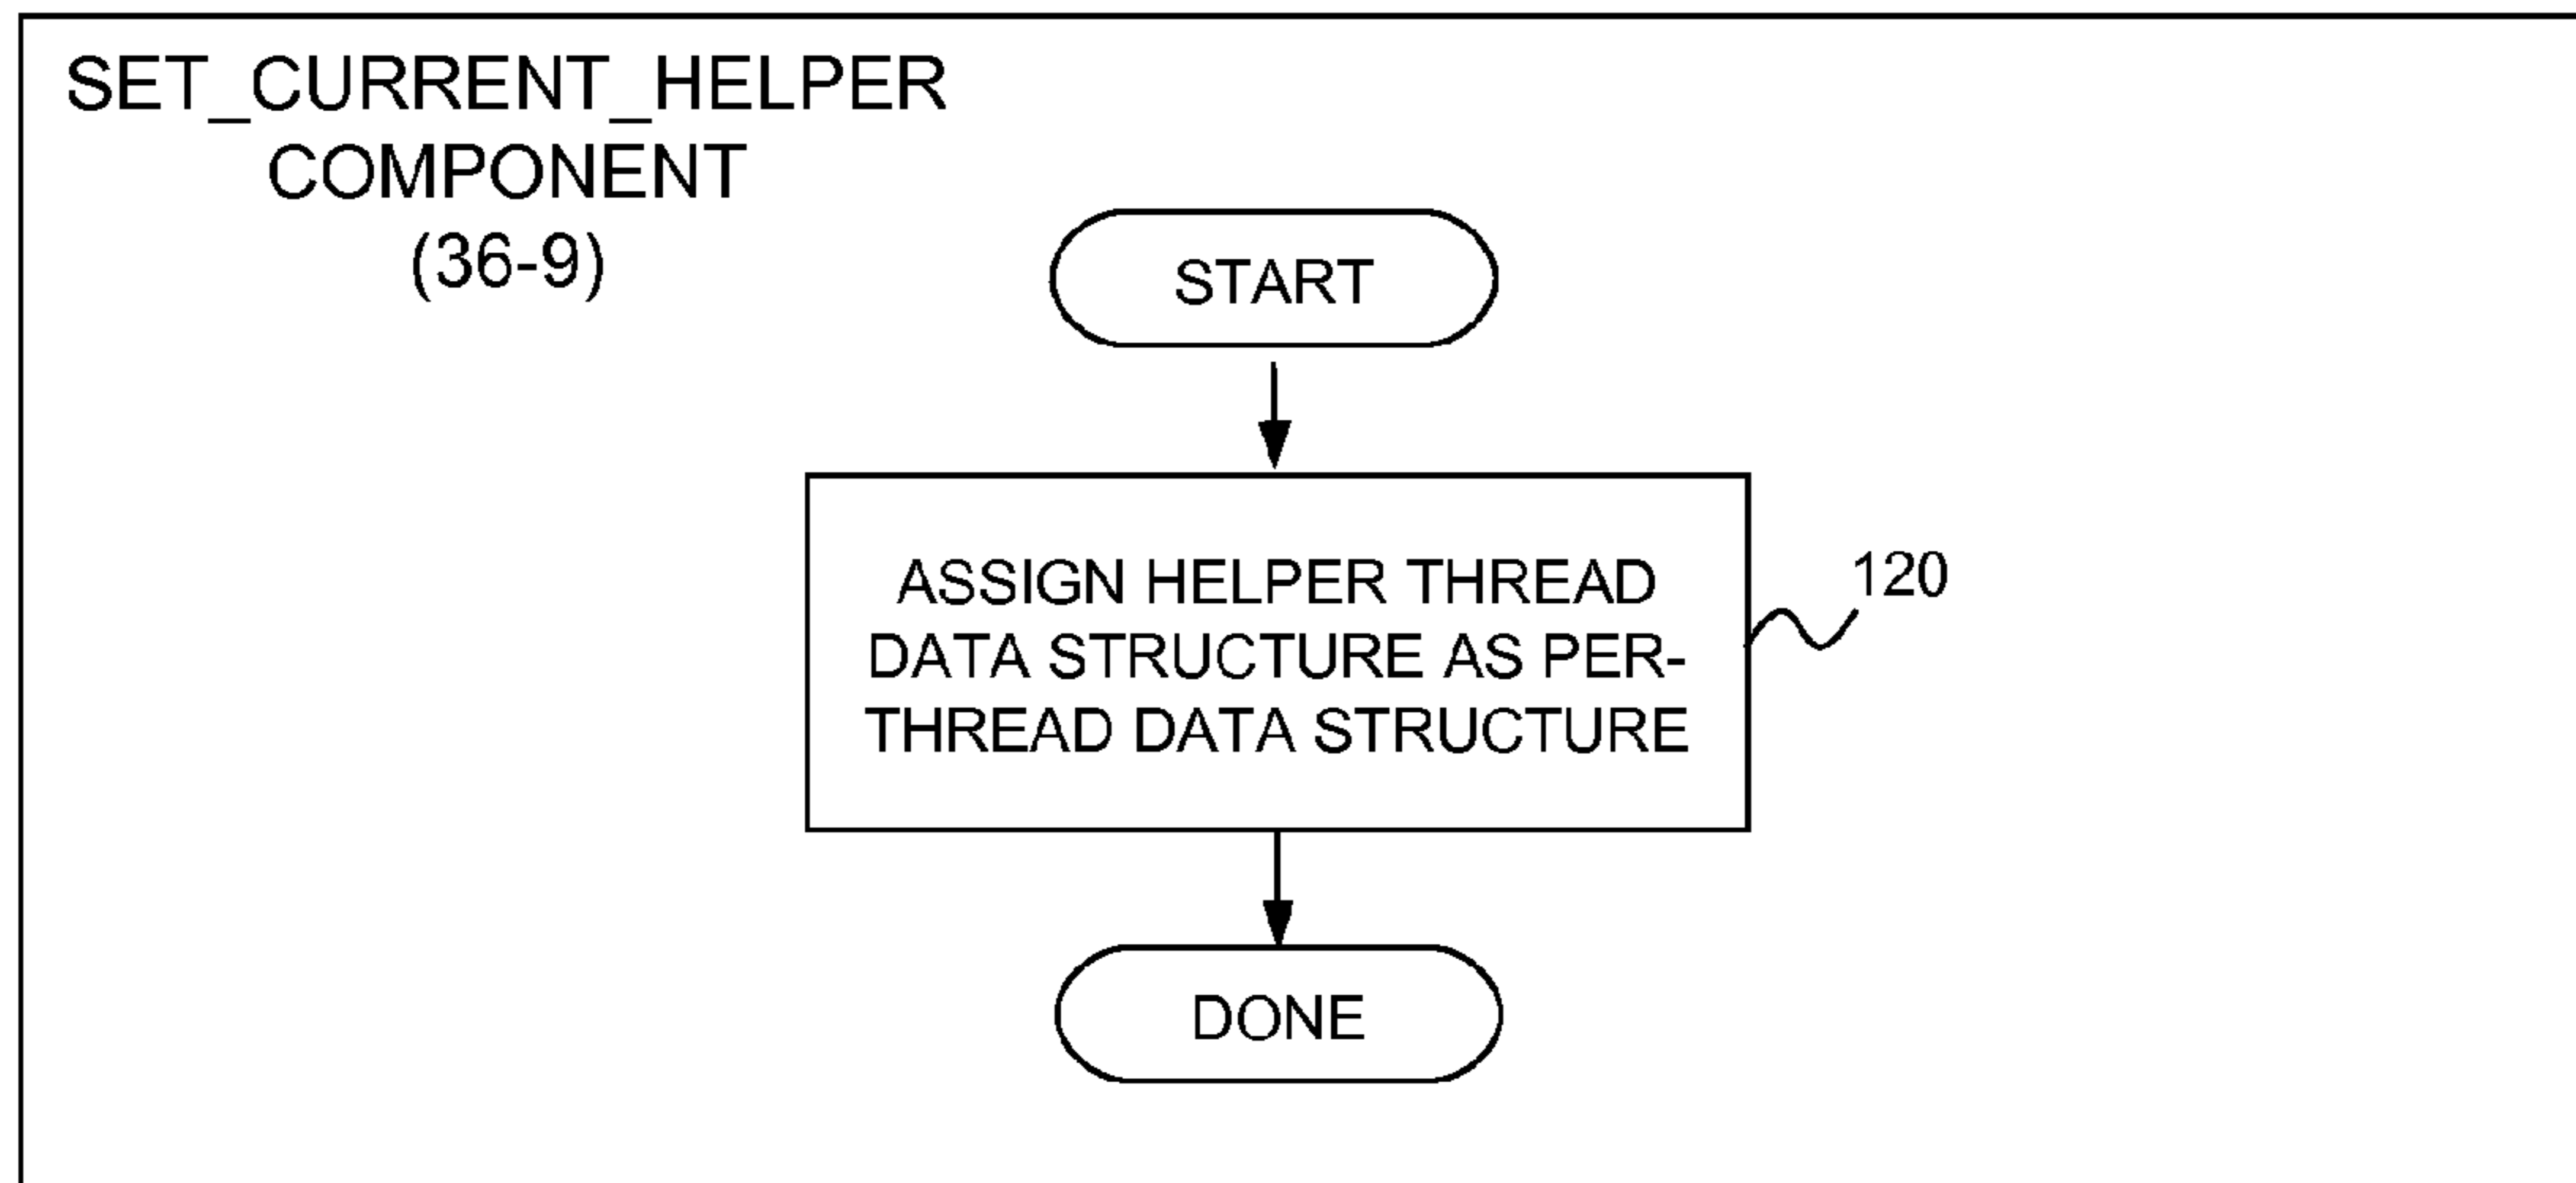 SET_CURRENT_HELPER
COMPONENT
(36-9)
START
ASSIGN HELPER THREAD
DATA STRUCTURE AS PER-
THREAD DATA STRUCTURE
120
DONE